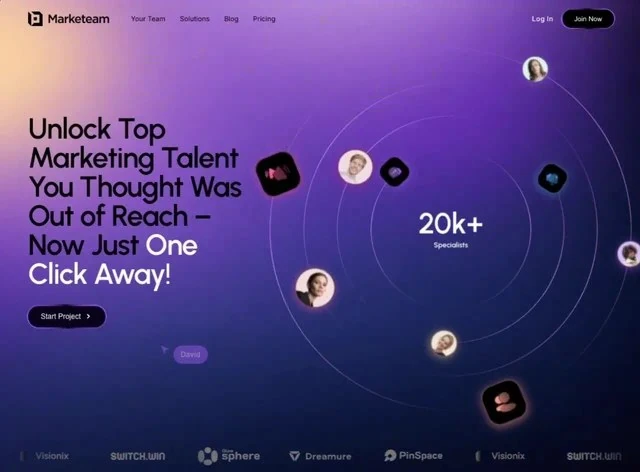 Marketeam
Your Team
Solutions
Blog
Pricing
Log In
Join Now
Unlock Top
Marketing Talent
You Thought Was
Out of Reach –
Now Just One
Click Away!
Start Project
David
20k+
Specialists
Visionix
SWITCH.WIN
sphere
Dreamure
PinSpace
Visionix
SWITCH.WIN